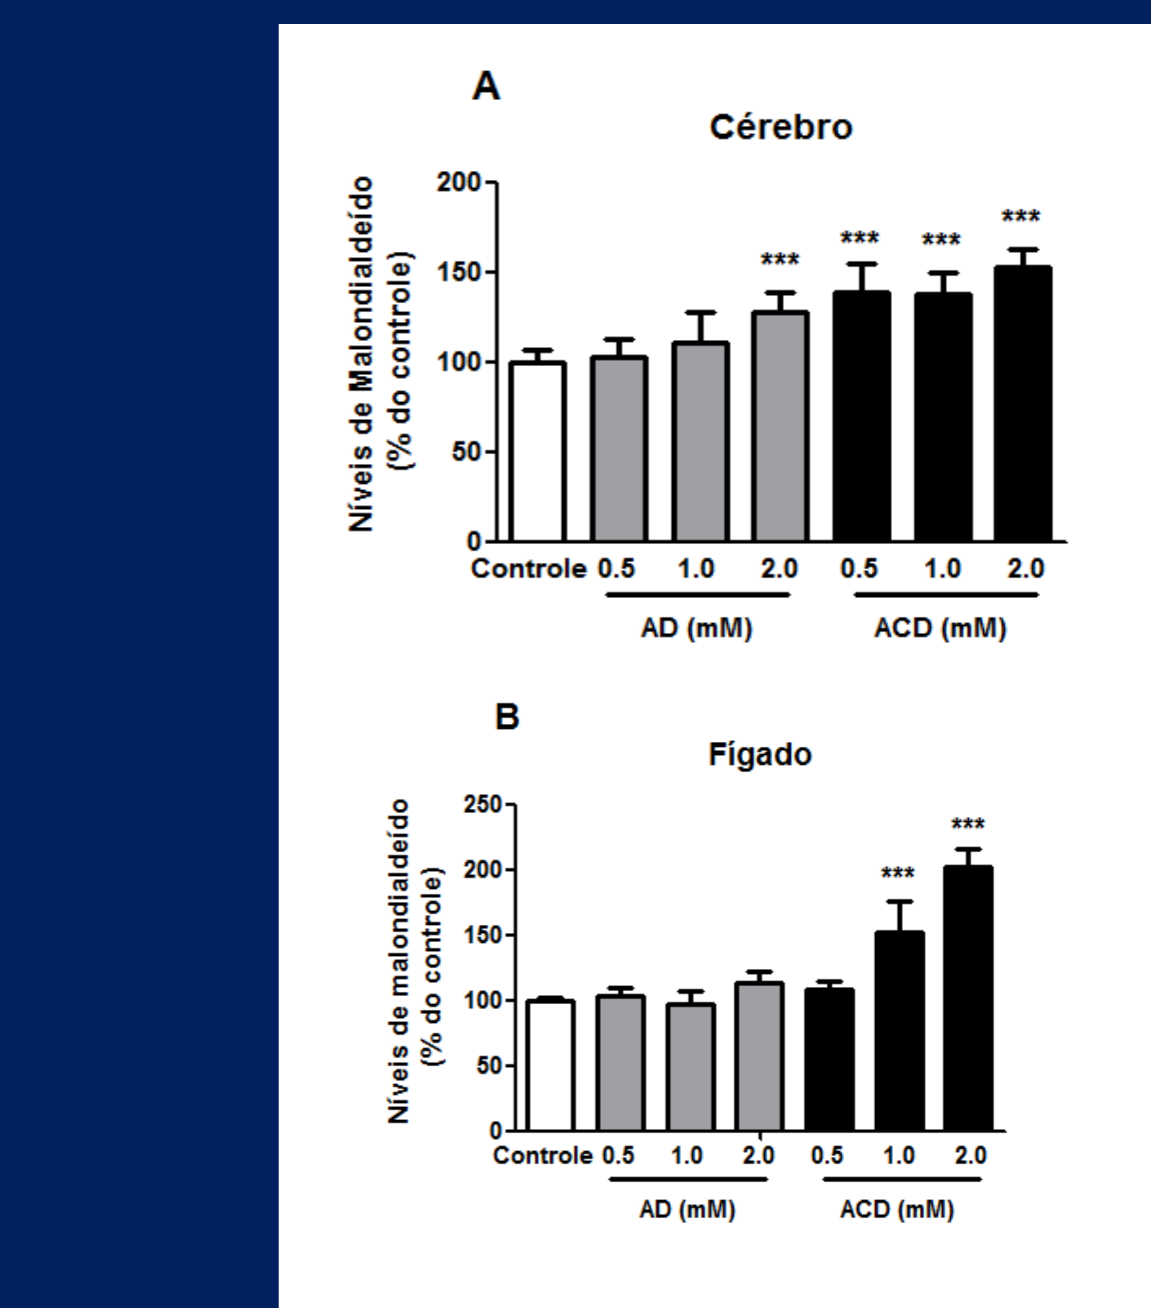 A
Cérebro
Níveis de Malondialdeído
(% do controle)
200
150
100
50
0
***
***
***
***
Controle 0.5 1.0 2.0 0.5 1.0 2.0
AD (mM) ACD (mM)
B
Fígado
Níveis de malondialdeído
(% do controle)
250
200
150
100
50
0
***
***
Controle 0.5 1.0 2.0 0.5 1.0 2.0
AD (mM) ACD (mM)